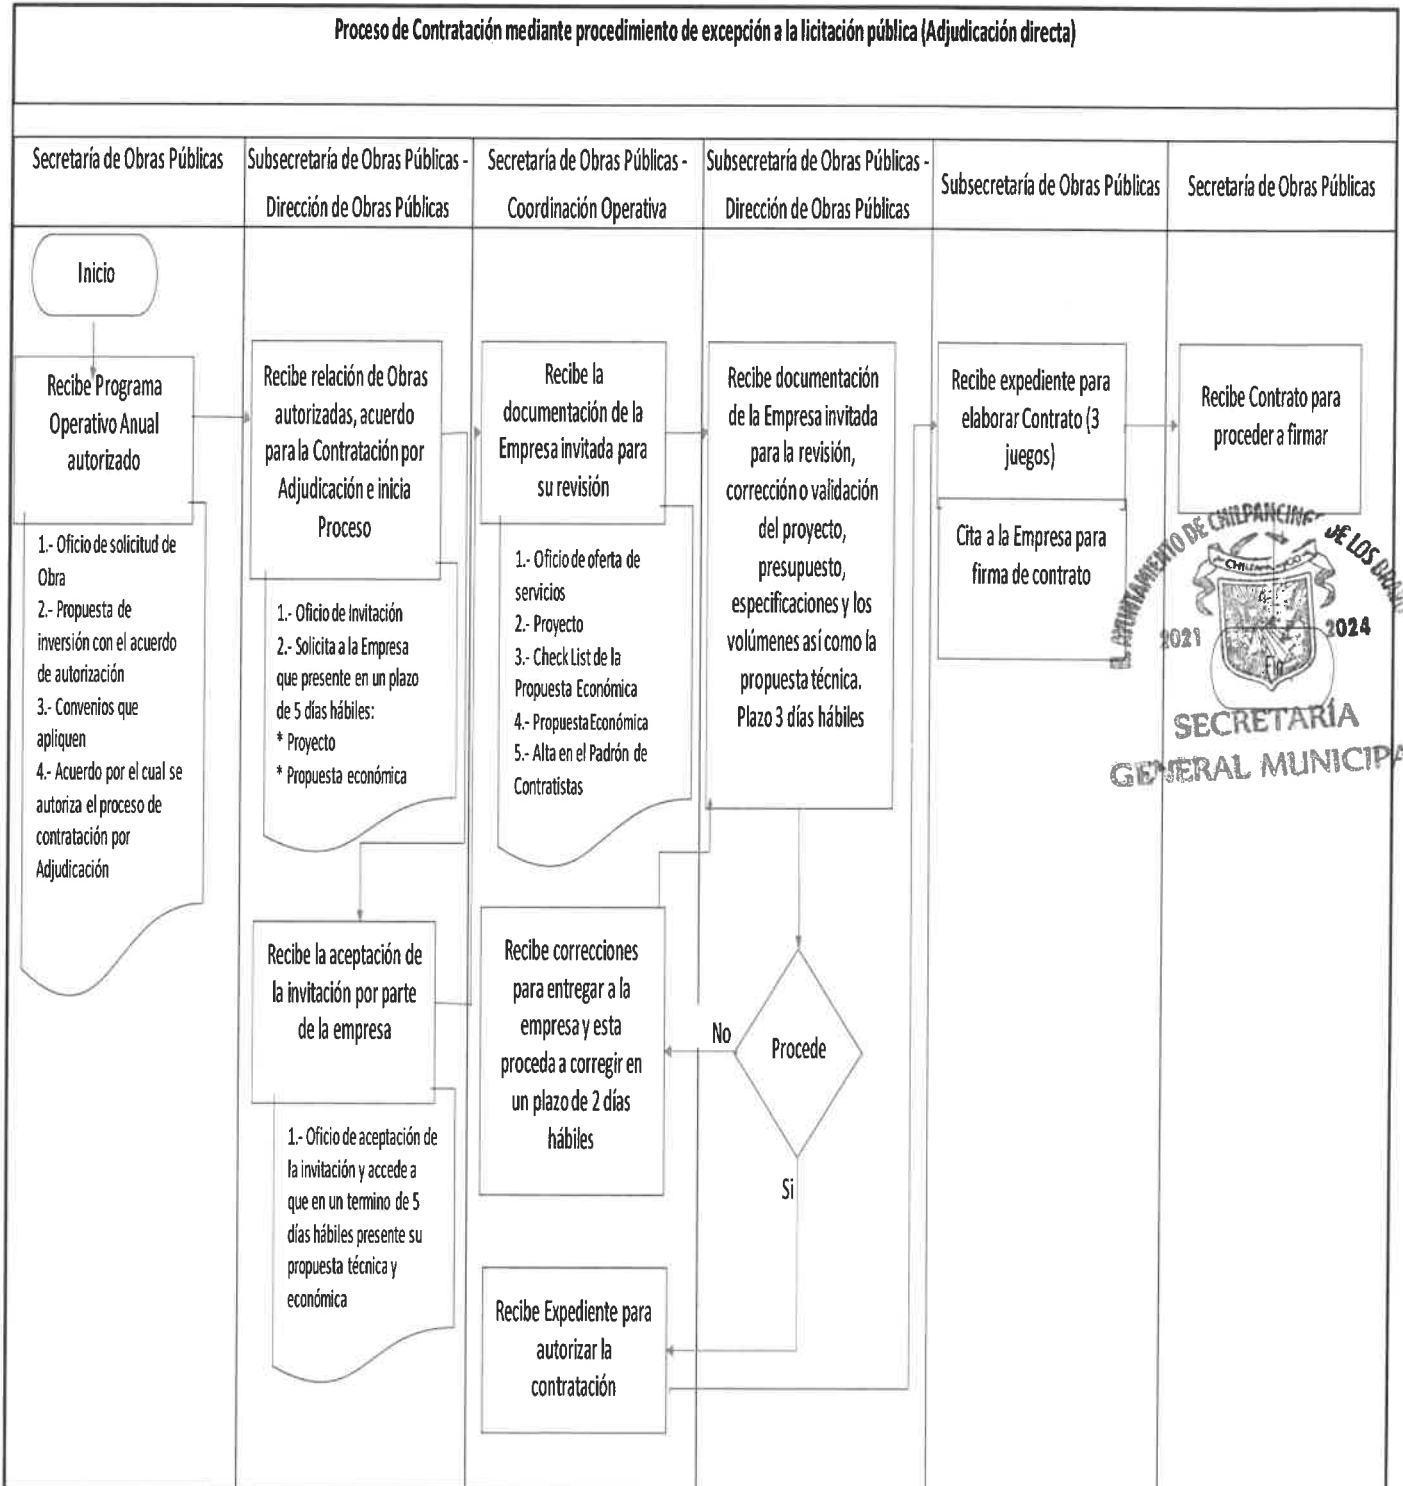 Proceso de Contratación mediante procedimiento de excepción a la licitación pública (Adjudicación directa)
Secretaría de Obras Públicas
Subsecretaría de Obras Públicas -
Dirección de Obras Públicas
Secretaría de Obras Públicas -
Coordinación Operativa
Subsecretaría de Obras Públicas -
Dirección de Obras Públicas
Subsecretaría de Obras Públicas
Secretaría de Obras Públicas
Inicio
Recibe Programa
Operativo Anual
autorizado
1.- Oficio de solicitud de
Obra
2.- Propuesta de
inversión con el acuerdo
de autorización
3.- Convenios que
apliquen
4.- Acuerdo por el cual se
autoriza el proceso de
contratación por
Adjudicación
Recibe relación de Obras
autorizadas, acuerdo
para la Contratación por
Adjudicación e inicia
Proceso
1.- Oficio de Invitación
2.- Solicita a la Empresa
que presente en un plazo
de 5 días hábiles:
* Proyecto
* Propuesta económica
Recibe la aceptación de
la invitación por parte
de la empresa
1.- Oficio de aceptación de
la invitación y accede a
que en un termino de 5
días hábiles presente su
propuesta técnica y
económica
Recibe la
documentación de la
Empresa invitada para
su revisión
1.- Oficio de oferta de
servicios
2.- Proyecto
3.- Check List de la
Propuesta Económica
4.- Propuesta Económica
5.- Alta en el Padrón de
Contratistas
Recibe correcciones
para entregar a la
empresa y esta
proceda a corregir en
un plazo de 2 días
hábiles
Recibe Expediente para
autorizar la
contratación
Recibe documentación
de la Empresa invitada
para la revisión,
corrección o validación
del proyecto,
presupuesto,
especificaciones y los
volúmenes así como la
propuesta técnica.
Plazo 3 días hábiles
No
Procede
Si
Recibe expediente para
elaborar Contrato (3
juegos)
Cita a la Empresa para
firma de contrato
Recibe Contrato para
proceder a firmar
AYUNTAMIENTO DE CHILPANCINGO DE LOS BRAVO
2021
2024
Fin
SECRETARÍA
GENERAL MUNICIPA